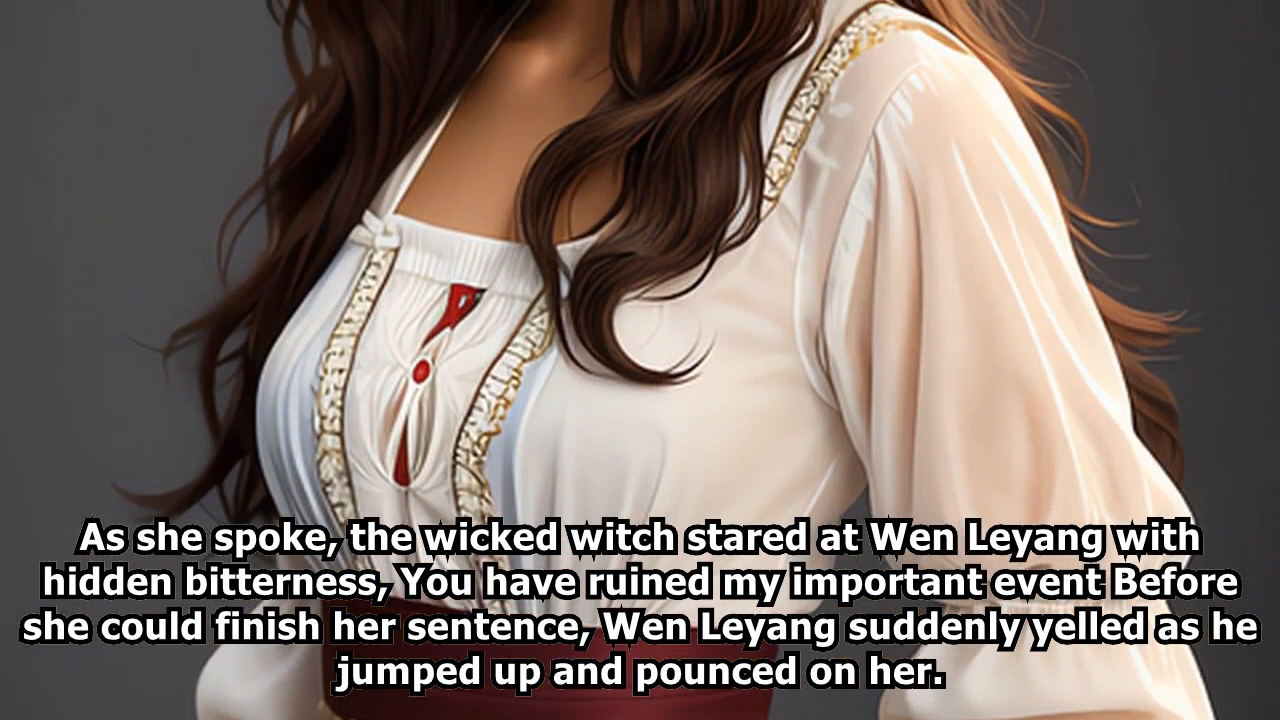 As she spoke, the wicked witch stared at Wen Leyang with
hidden bitterness, You have ruined my important event Before
she could finish her sentence, Wen Leyang suddenly yelled as he
jumped up and pounced on her.